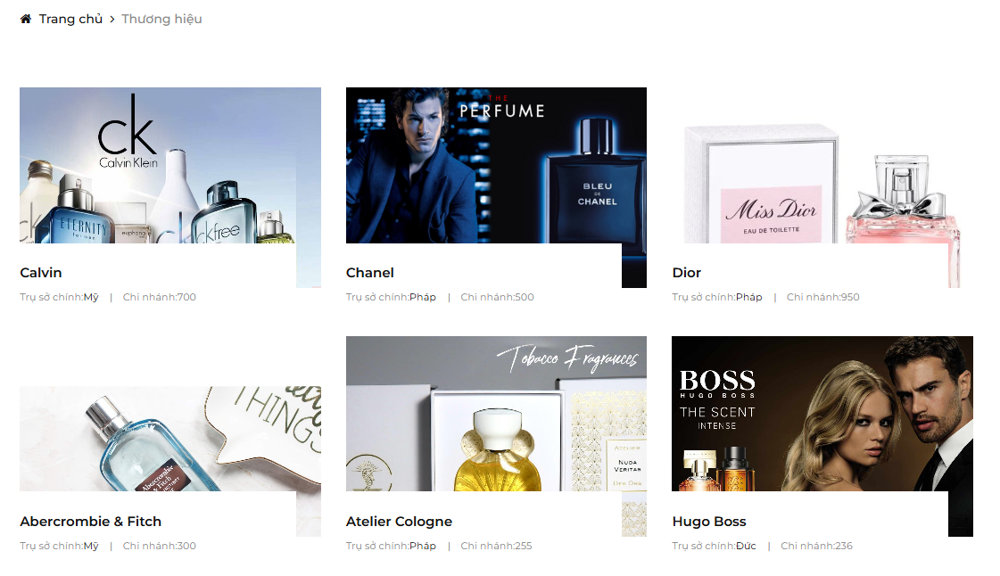 Trang chủ > Thương hiệu
ck
Calvin Klein
ETERNITY
for men
euphoria
ckfree
Calvin
Trụ sở chính:Mỹ | Chi nhánh:700
THE
PERFUME
BLEU
DE
CHANEL
Chanel
Trụ sở chính:Pháp | Chi nhánh:500
Miss Dior
EAU DE TOILETTE
Dior
Trụ sở chính:Pháp | Chi nhánh:950
THINGS
Abercrombie
& Fitch
Abercrombie & Fitch
Trụ sở chính:Mỹ | Chi nhánh:300
Tobacco Fragrances
ATELIER
NUDA
VERITAS
DES ORS
Atelier Cologne
Trụ sở chính:Pháp | Chi nhánh:255
BOSS
HUGO BOSS
THE SCENT
INTENSE
Hugo Boss
Trụ sở chính:Đức | Chi nhánh:236